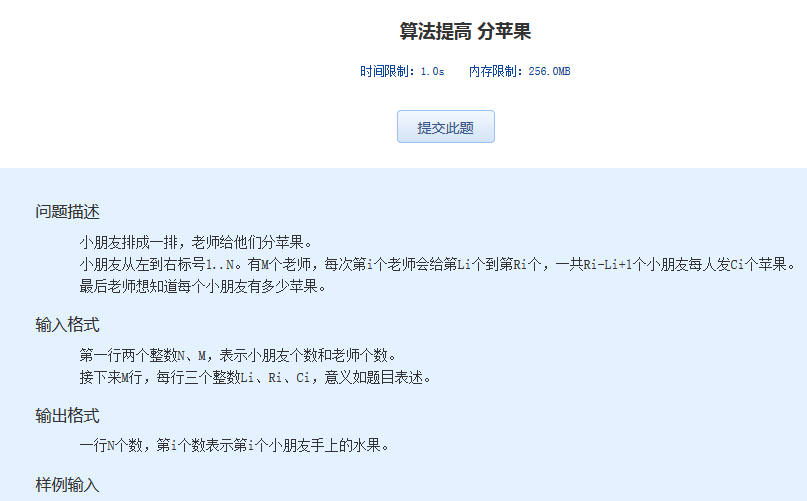 算法提高 分苹果
时间限制：1.0s 内存限制：256.0MB
提交此题
问题描述
小朋友排成一排，老师给他们分苹果。
小朋友从左到右标号1..N。有M个老师，每次第i个老师会给第Li个到第Ri个，一共Ri-Li+1个小朋友每人发Ci个苹果。
最后老师想知道每个小朋友有多少苹果。
输入格式
第一行两个整数N、M，表示小朋友个数和老师个数。
接下来M行，每行三个整数Li、Ri、Ci，意义如题目表述。
输出格式
一行N个数，第i个数表示第i个小朋友手上的水果。
样例输入